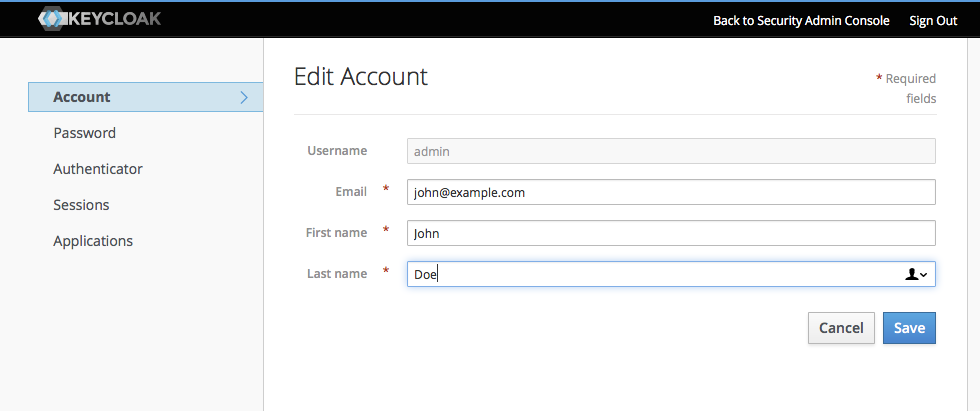 KEYCLOAK
Back to Security Admin Console Sign Out
Account
Password
Authenticator
Sessions
Applications
Edit Account
* Required
fields
Username admin
Email * john@example.com
First name * John
Last name * Doe
Cancel Save